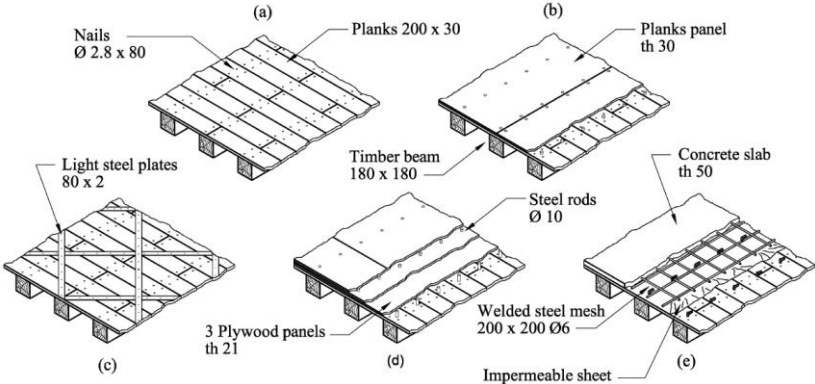 (a)
Nails
Ø 2.8 x 80
Planks 200 x 30
(b)
Planks panel
th 30
Timber beam
180 x 180
Light steel plates
80 x 2
(c)
Steel rods
Ø 10
3 Plywood panels
th 21
(d)
Concrete slab
th 50
Welded steel mesh
200 x 200 Ø6
Impermeable sheet
(e)